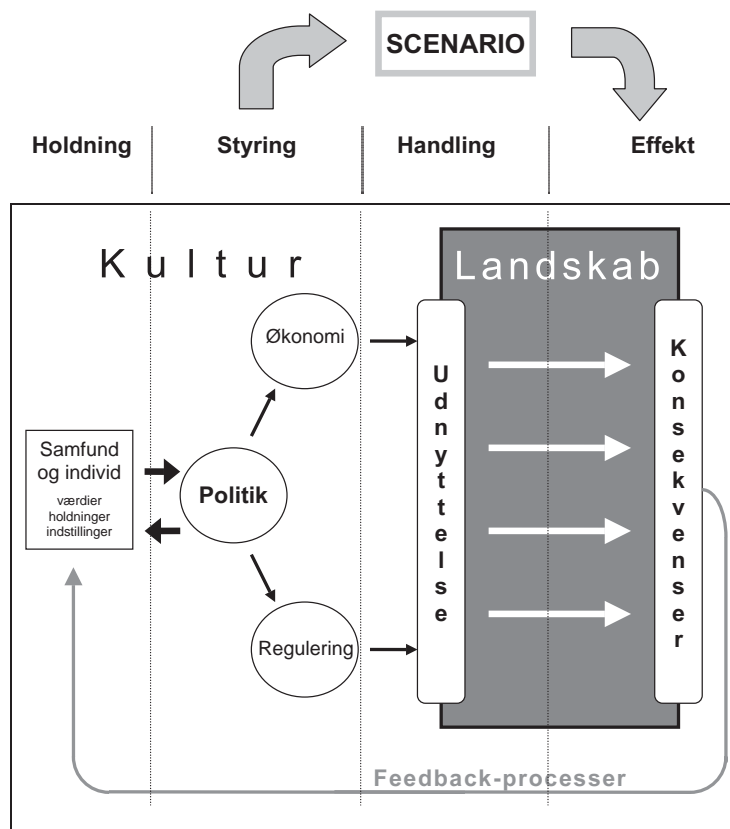 SCENARIO
Holdning
Styring
Handling
Effekt
Kultur
Landskab
Økonomi
Udnyttelse
Konsekvenser
Samfund
og individ
værdier
holdninger
indstillinger
Politik
Regulering
Feedback-processer